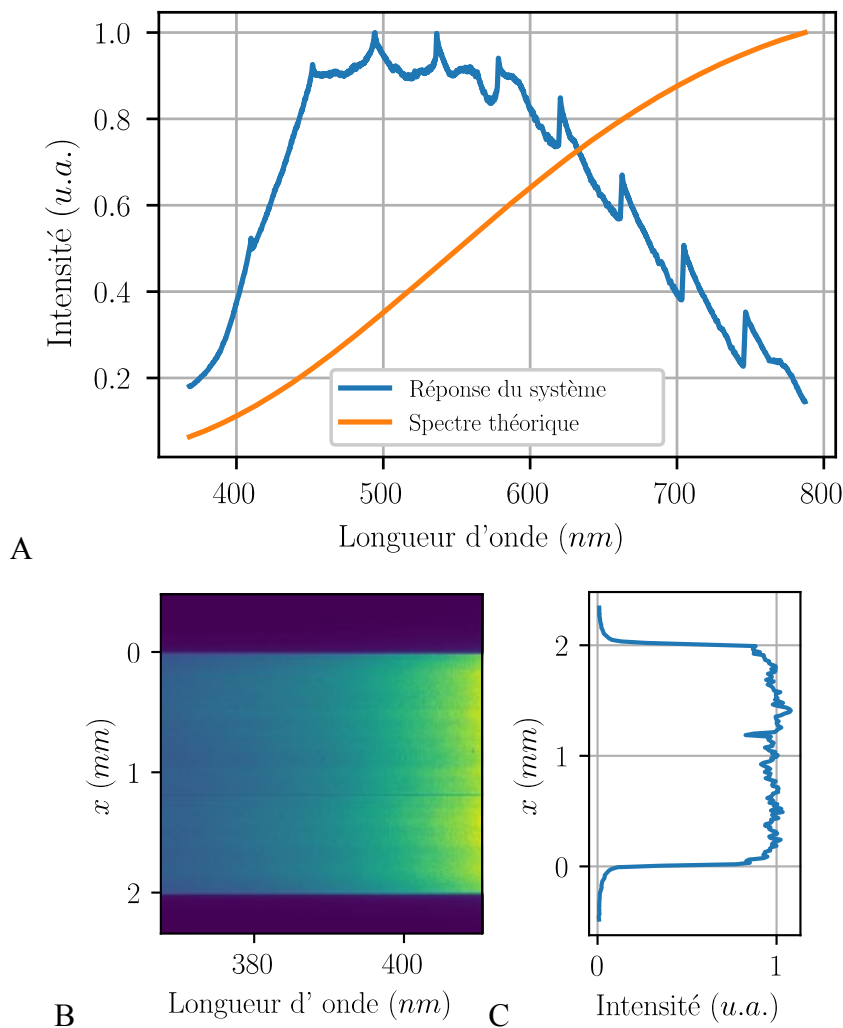 1.0
0.8
0.6
0.4
0.2
Intensité (u.a.)
Réponse du système
Spectre théorique
400 500 600 700 800
Longueur d'onde (nm)
A
0
1
2
x (mm)
380 400
Longueur d' onde (nm)
B
2
1
0
x (mm)
0 1
Intensité (u.a.)
C